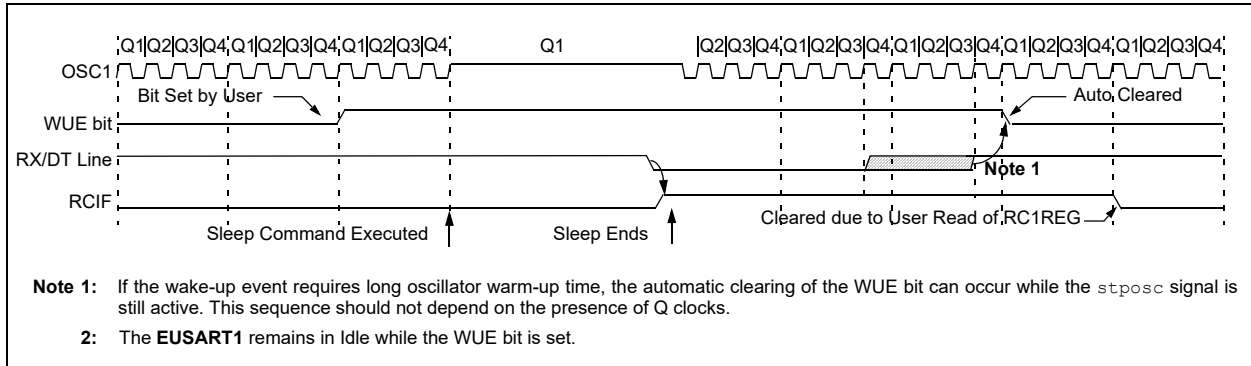 Q1|Q2|Q3|Q4|Q1|Q2|Q3|Q4|Q1|Q2|Q3|Q4 Q1 Q2|Q3|Q4|Q1|Q2|Q3|Q4|Q1|Q2|Q3|Q4|Q1|Q2|Q3|Q4|Q1|Q2|Q3|Q4
OSC1
Bit Set by User
Auto Cleared
WUE bit
RX/DT Line
Note 1
RCIF
Cleared due to User Read of RC1REG
Sleep Command Executed
Sleep Ends
Note 1: If the wake-up event requires long oscillator warm-up time, the automatic clearing of the WUE bit can occur while the stposc signal is
still active. This sequence should not depend on the presence of Q clocks.
2: The EUSART1 remains in Idle while the WUE bit is set.